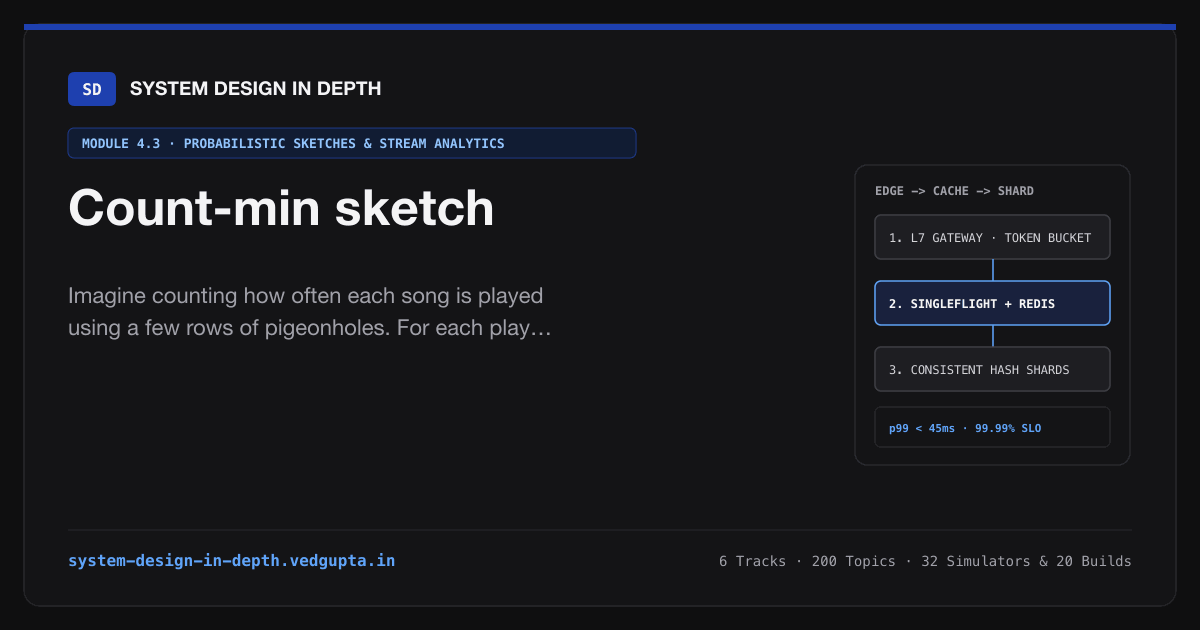 SD
SYSTEM DESIGN IN DEPTH
MODULE 4.3 · PROBABILISTIC SKETCHES & STREAM ANALYTICS
Count-min sketch
Imagine counting how often each song is played
using a few rows of pigeonholes. For each play…
EDGE -> CACHE -> SHARD
1. L7 GATEWAY · TOKEN BUCKET
2. SINGLEFLIGHT + REDIS
3. CONSISTENT HASH SHARDS
p99 < 45ms · 99.99% SLO
system-design-in-depth.vedgupta.in
6 Tracks · 200 Topics · 32 Simulators & 20 Builds